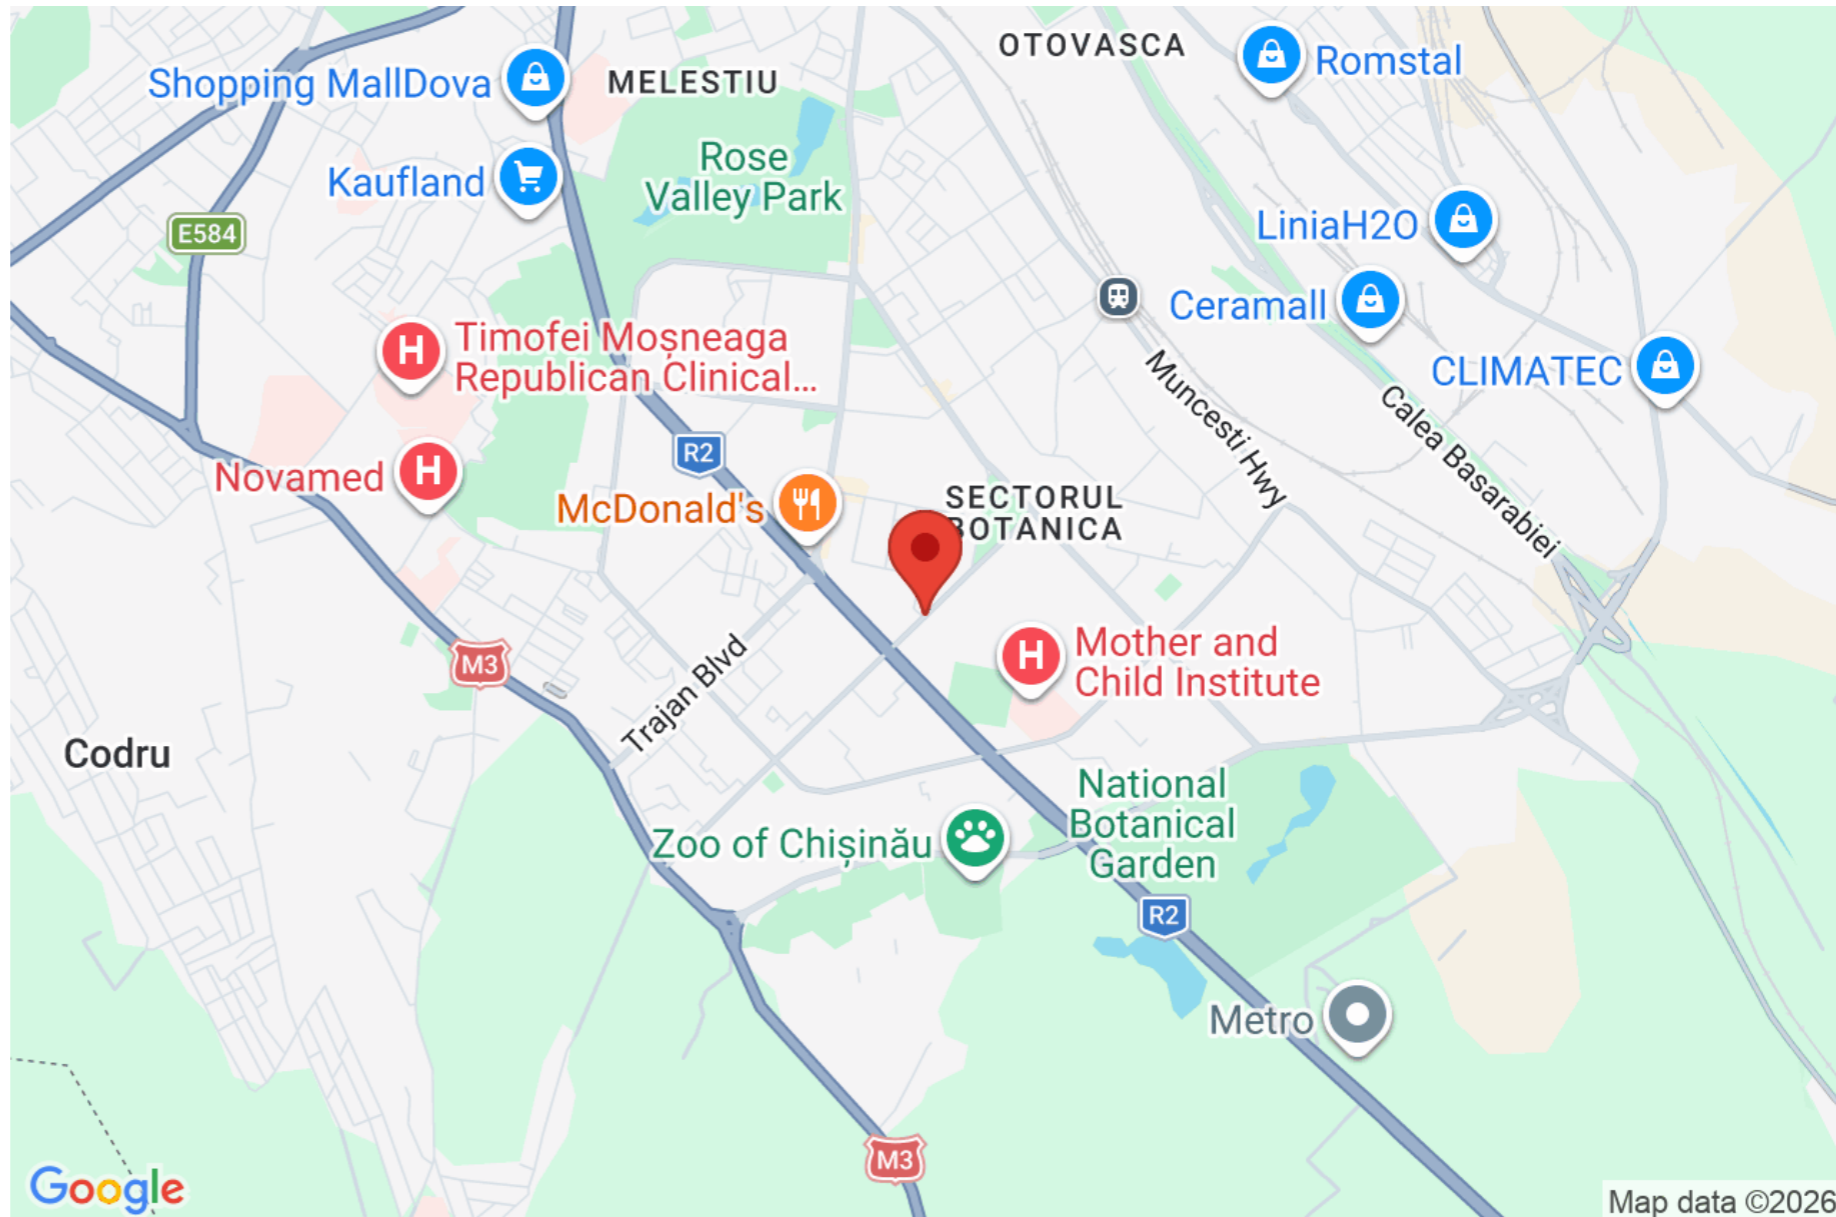 OTOVASCA
Romstal
Shopping MallDova
MELESTIU
Rose
Valley Park
Kaufland
E584
LiniaH2O
Ceramall
Timofei Moșneaga
Republican Clinical...
CLIMATEC
Muncesti Hwy
Calea Basarabiei
R2
Novamed
McDonald's
SECTORUL
BOTANICA
M3
Trajan Blvd
Mother and
Child Institute
Codru
National
Botanical
Garden
Zoo of Chișinău
R2
Metro
M3
Google
Map data ©2026